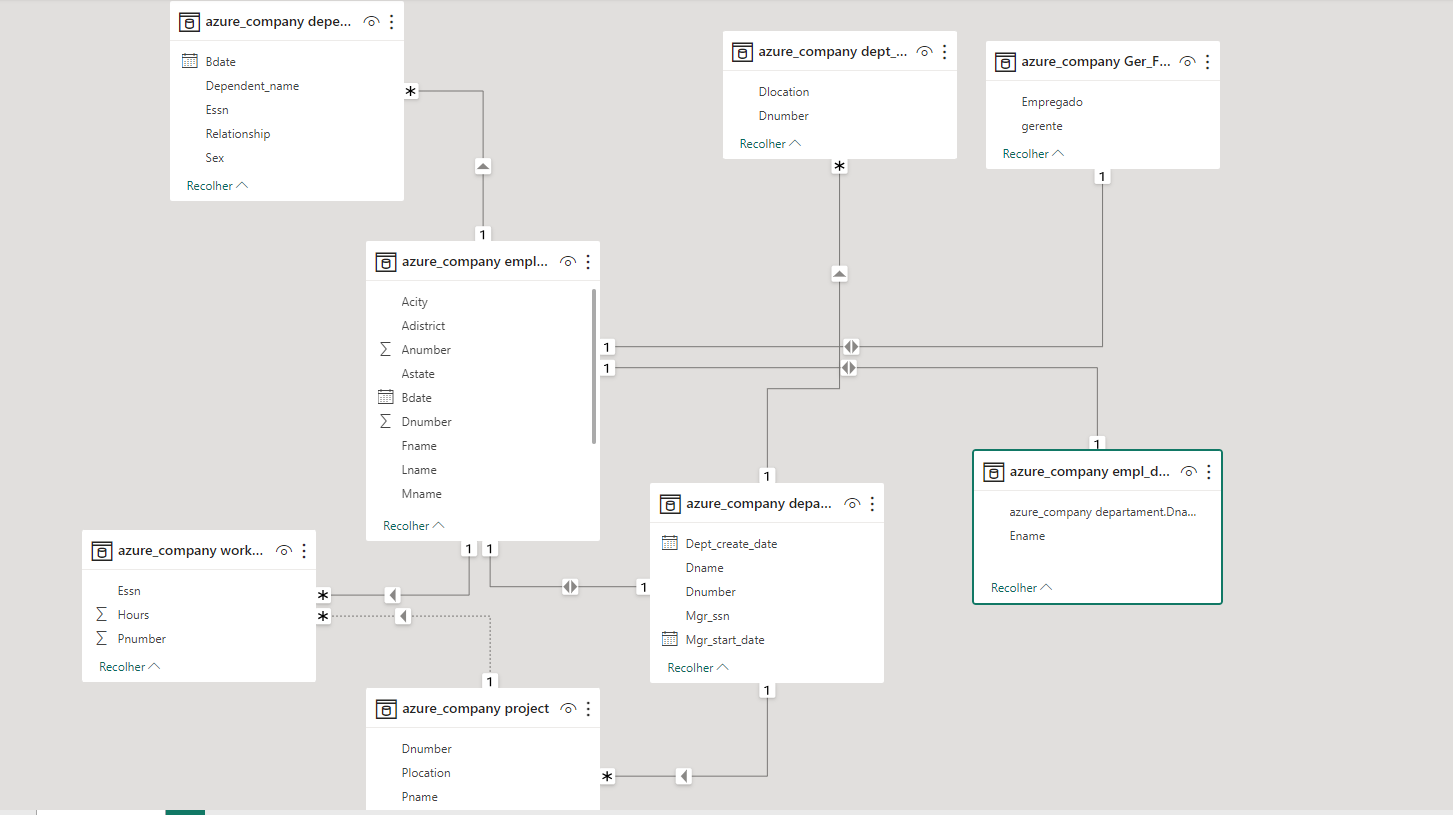 azure_company depe...
Bdate
Dependent_name
Essn
Relationship
Sex
Recolher
*
1
azure_company dept_...
Dlocation
Dnumber
Recolher
*
1
azure_company Ger_F...
Empregado
gerente
Recolher
1
1
azure_company empl...
Acity
Adistrict
Anumber
Astate
Bdate
Dnumber
Fname
Lname
Mname
Recolher
1
1
1
1
azure_company empl_d...
azure_company departament.Dna...
Ename
Recolher
azure_company depa...
Dept_create_date
Dname
Dnumber
Mgr_ssn
Mgr_start_date
Recolher
1
1
azure_company work...
Essn
Hours
Pnumber
Recolher
*
*
1
azure_company project
Dnumber
Plocation
Pname
*